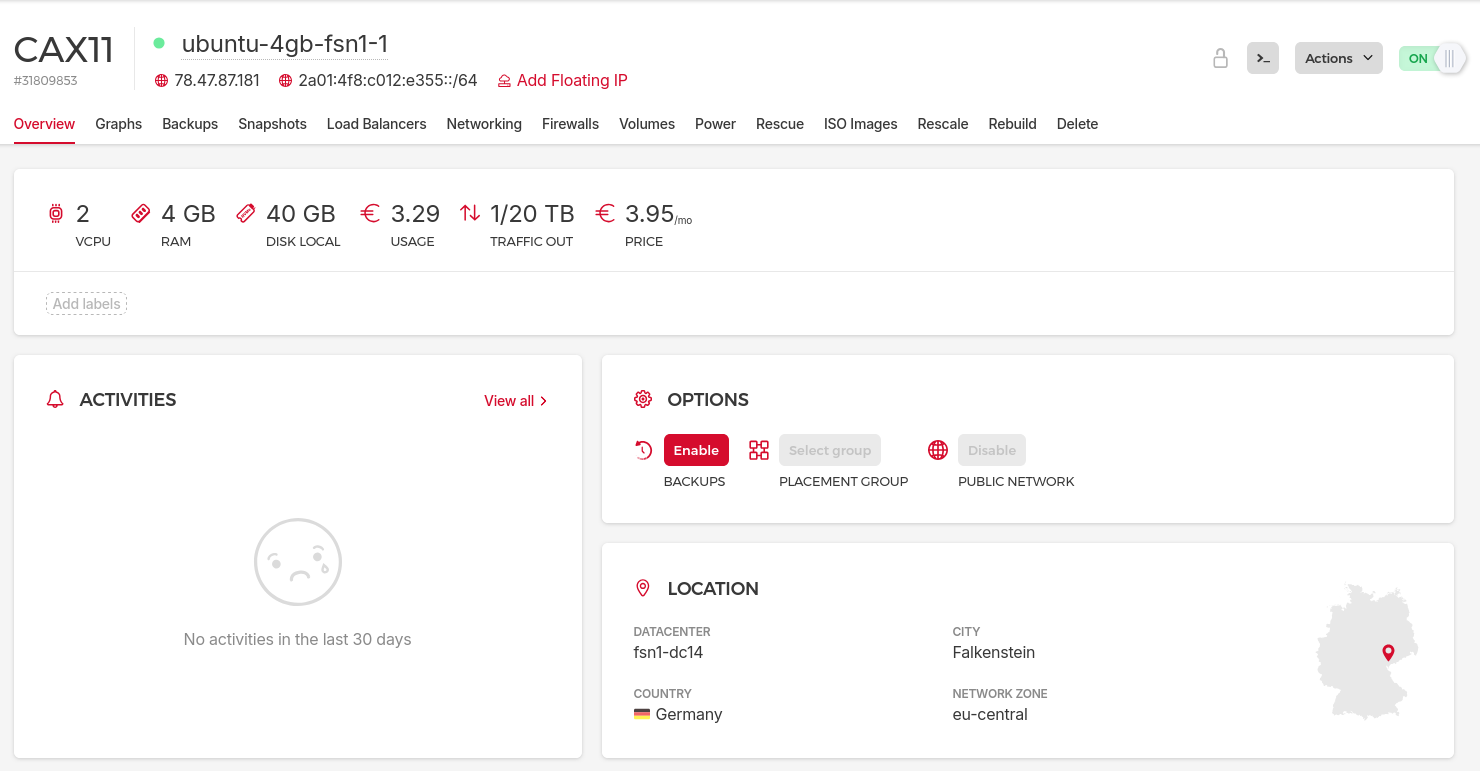 CAX11
#31809853
ubuntu-4gb-fsn1-1
78.47.87.181 2a01:4f8:c012:e355::/64 Add Floating IP
>_ Actions ON
Overview Graphs Backups Snapshots Load Balancers Networking Firewalls Volumes Power Rescue ISO Images Rescale Rebuild Delete
2 4 GB 40 GB € 3.29 1/20 TB € 3.95/mo
VCPU RAM DISK LOCAL USAGE TRAFFIC OUT PRICE
Add labels
ACTIVITIES View all
No activities in the last 30 days
OPTIONS
Enable Select group Disable
BACKUPS PLACEMENT GROUP PUBLIC NETWORK
LOCATION
DATACENTER CITY
fsn1-dc14 Falkenstein
COUNTRY NETWORK ZONE
Germany eu-central